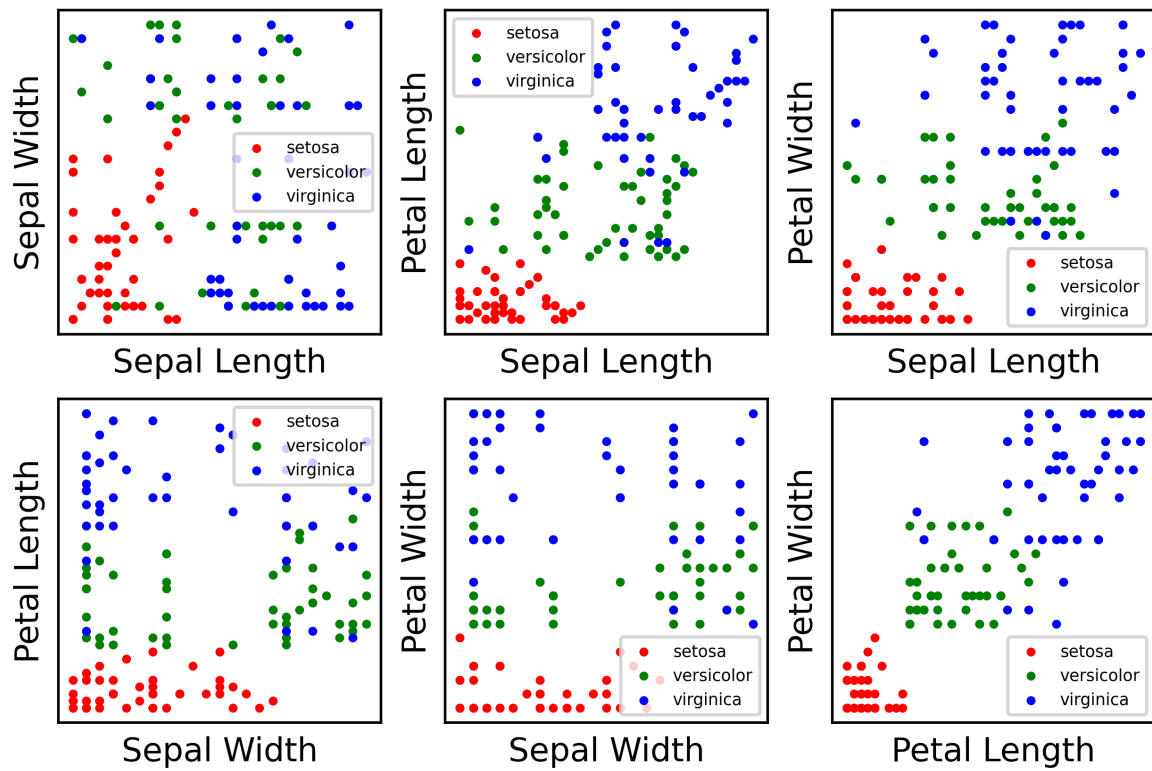 Sepal Width
setosa
versicolor
virginica
Sepal Length
Petal Length
setosa
versicolor
virginica
Sepal Length
Petal Width
setosa
versicolor
virginica
Sepal Length
Petal Length
setosa
versicolor
virginica
Sepal Width
Petal Width
setosa
versicolor
virginica
Sepal Width
Petal Width
setosa
versicolor
virginica
Petal Length